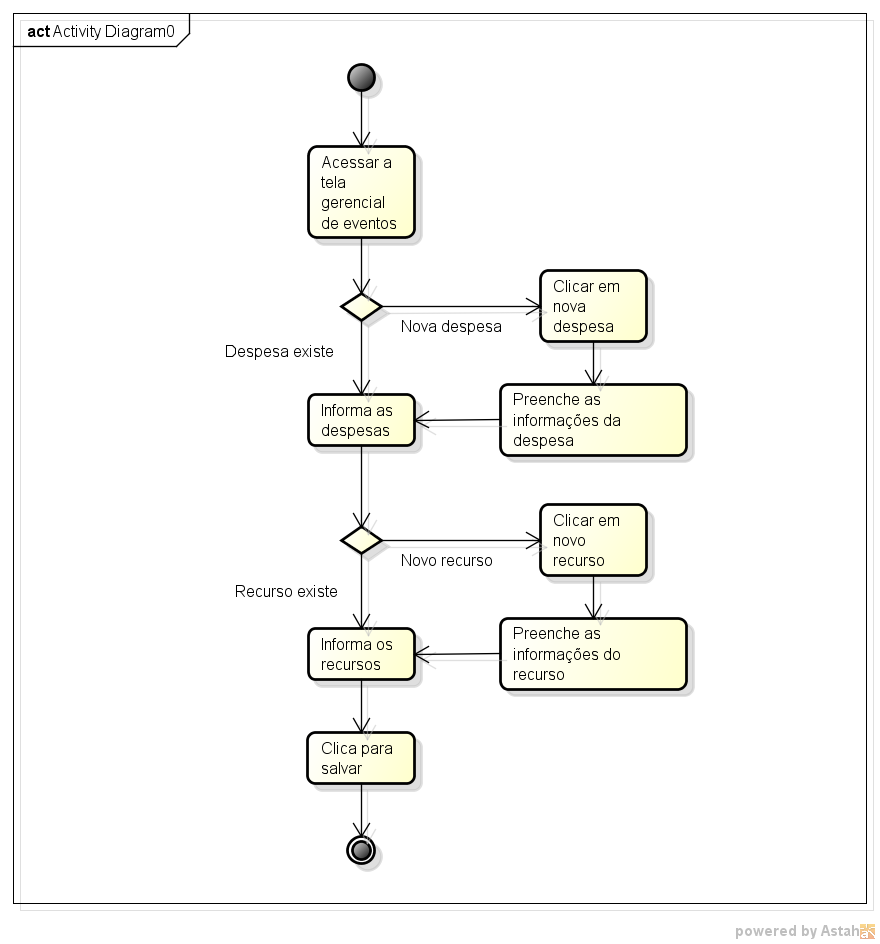 act Activity Diagram0
Acessar a
tela
gerencial
de eventos
Clicar em
nova
despesa
Nova despesa
Despesa existe
Preenche as
informações da
despesa
Informa as
despesas
Clicar em
novo
recurso
Novo recurso
Recurso existe
Preenche as
informações do
recurso
Informa os
recursos
Clica para
salvar
powered by Astah